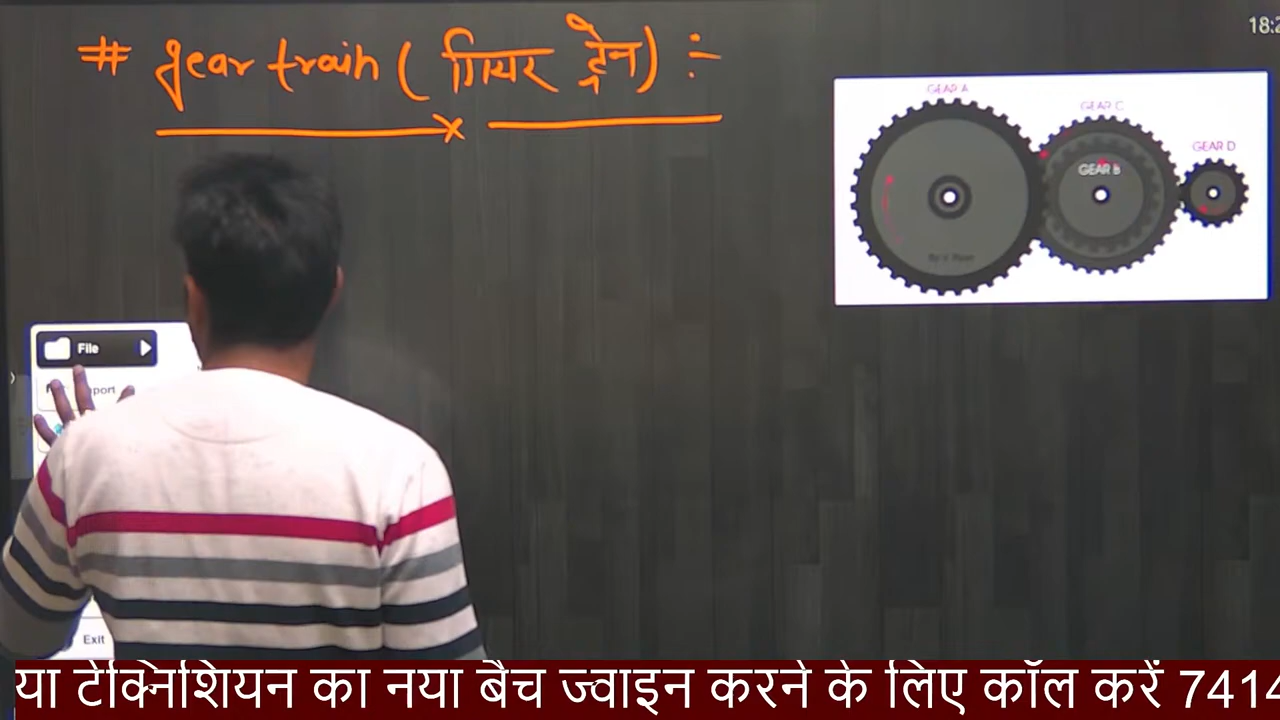 # gear train ( गियर ट्रेन ) :-
18:2
GEAR A
GEAR C
GEAR D
GEAR B
File
Exit
या टेक्निशियन का नया बैच ज्वाइन करने के लिए कॉल करें 7414